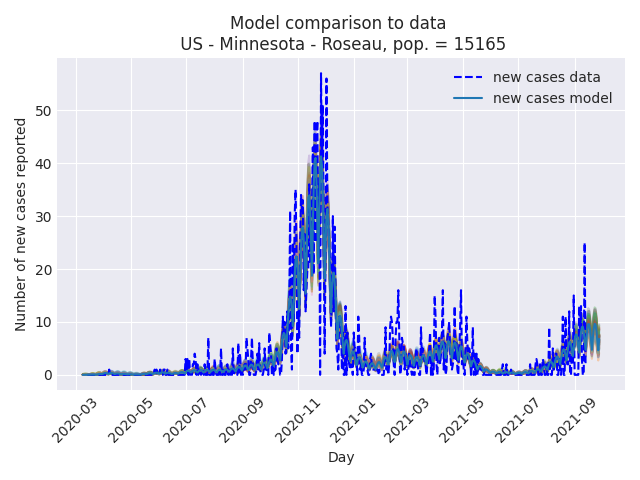 Model comparison to data
US - Minnesota - Roseau, pop. = 15165
new cases data
new cases model
Number of new cases reported
50
40
30
20
10
0
2020-03
2020-05
2020-07
2020-09
2020-11
2021-01
2021-03
2021-05
2021-07
2021-09
Day